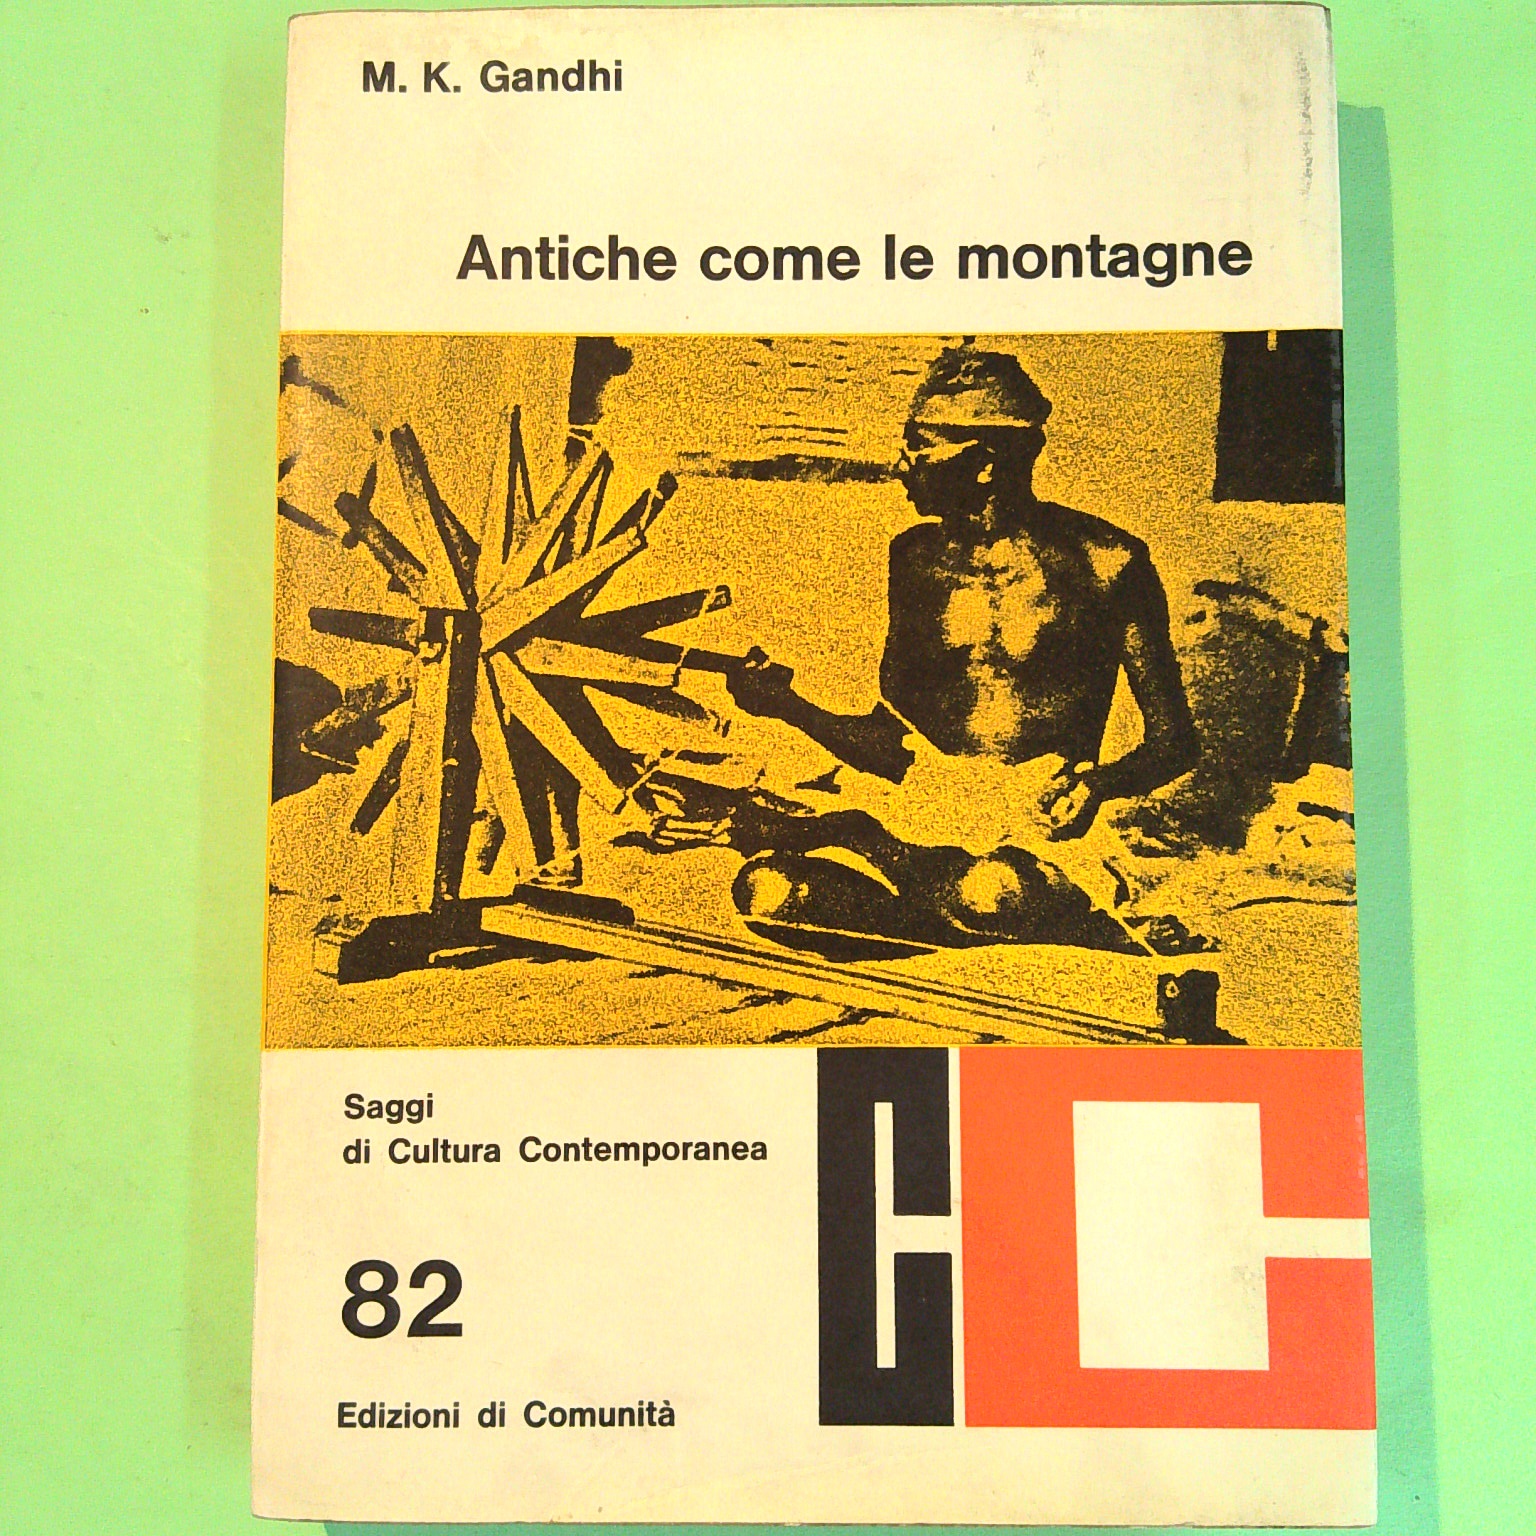 M. K. Gandhi
Antiche come le montagne
Saggi
di Cultura Contemporanea
82
Edizioni di Comunità